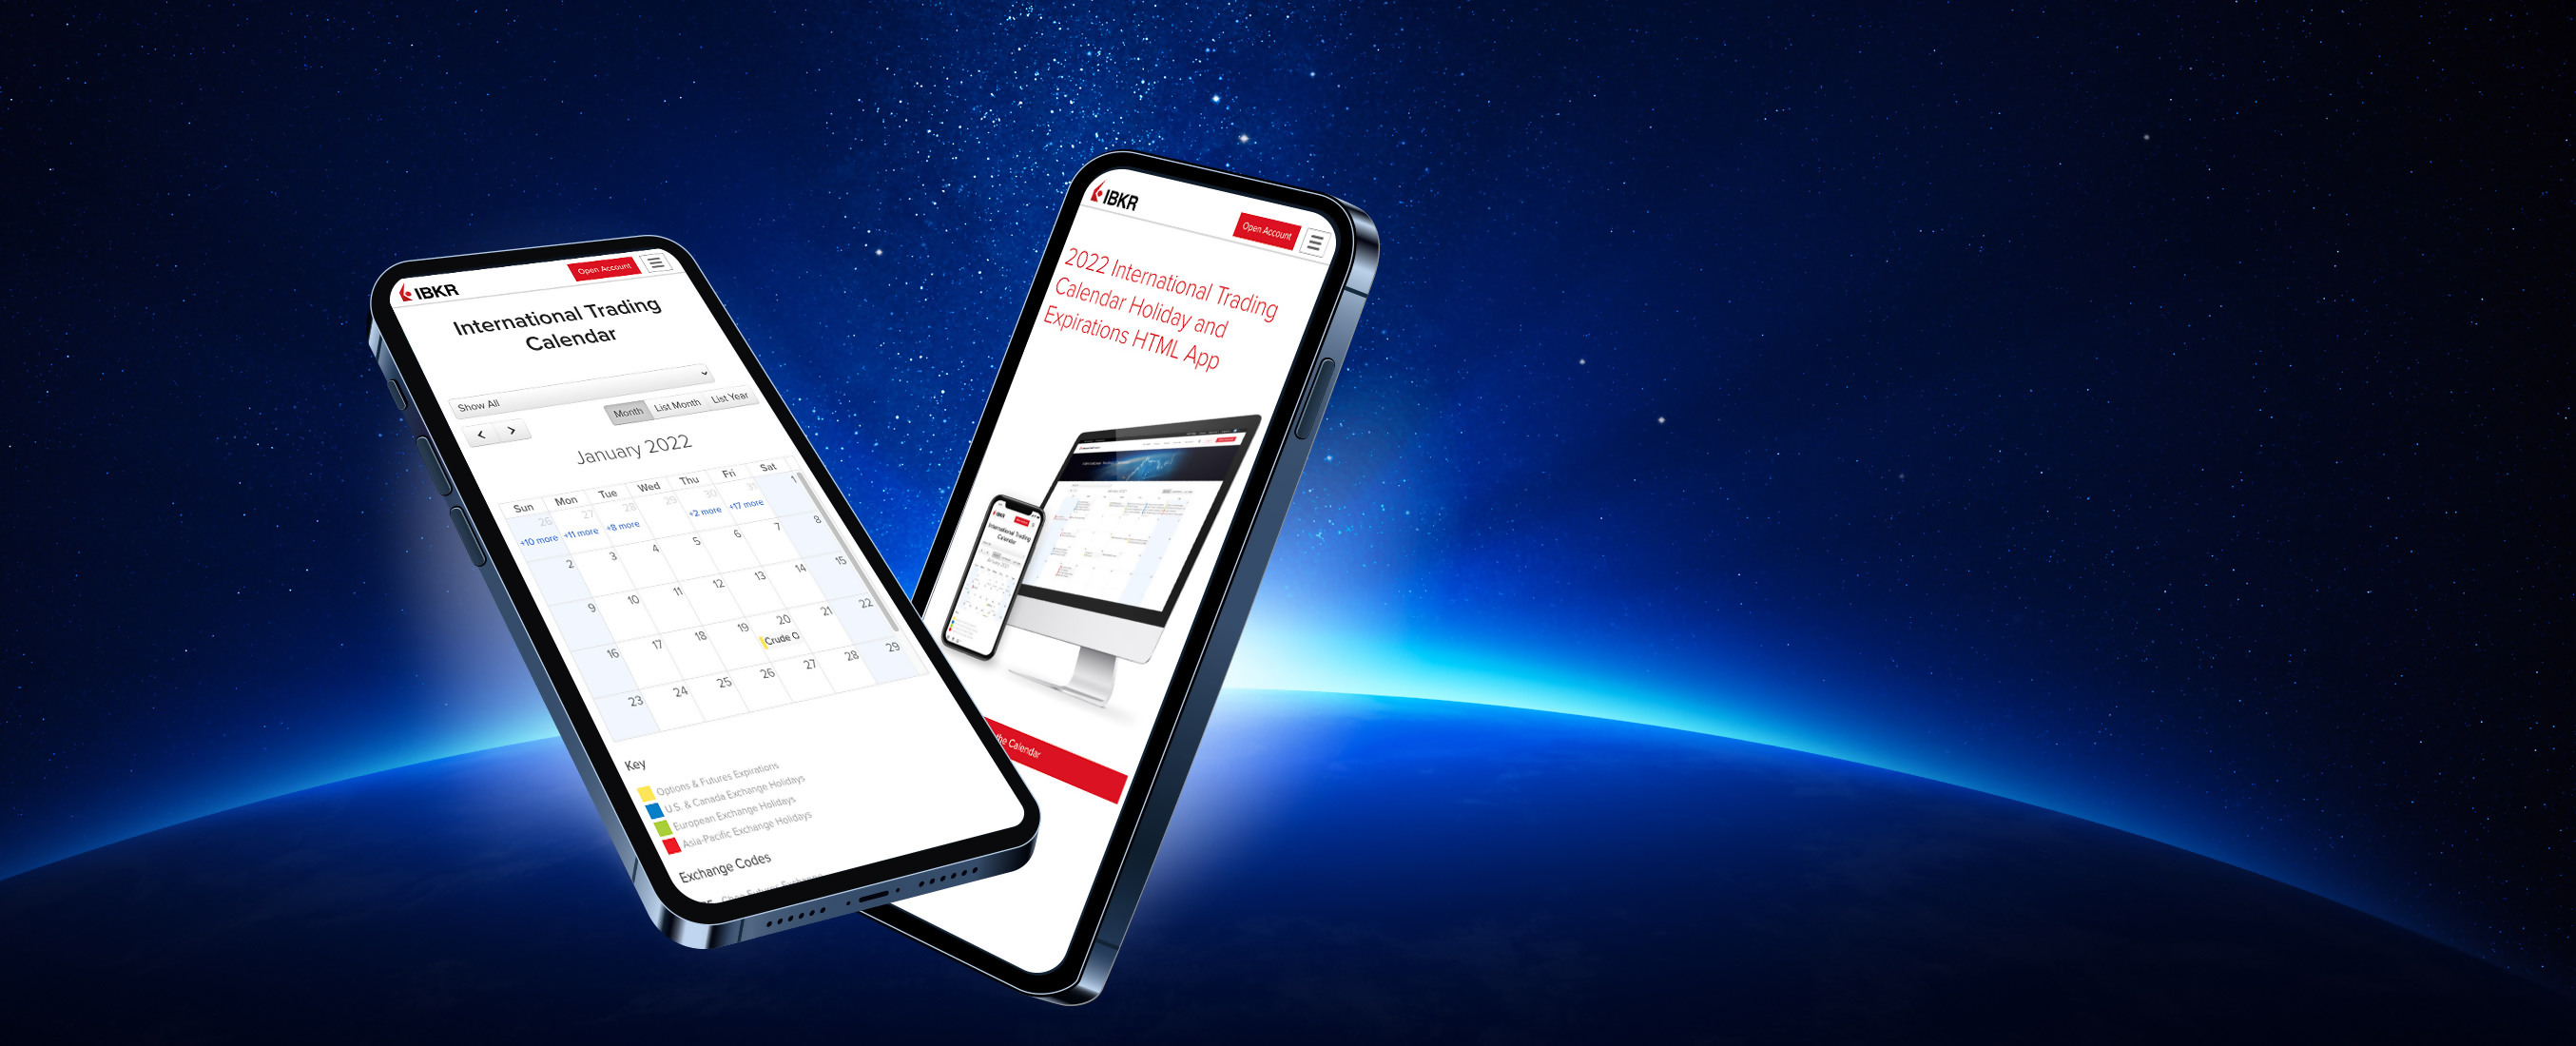 IBKR
Open Account
International Trading
Calendar
Show All
Month List Month List Year
January 2022
Sun Mon Tue Wed Thu Fri Sat
26 27 28 29 30 31 1
+10 more +11 more +8 more +2 more +17 more
2 3 4 5 6 7 8
9 10 11 12 13 14 15
16 17 18 19 20 21 22
Crude O
23 24 25 26 27 28 29
Key
Options & Futures Expirations
U.S. & Canada Exchange Holidays
European Exchange Holidays
Asia-Pacific Exchange Holidays
Exchange Codes
IBKR
Open Account
2022 International Trading
Calendar Holiday and
Expirations HTML App
International Trading
Calendar
the Calendar